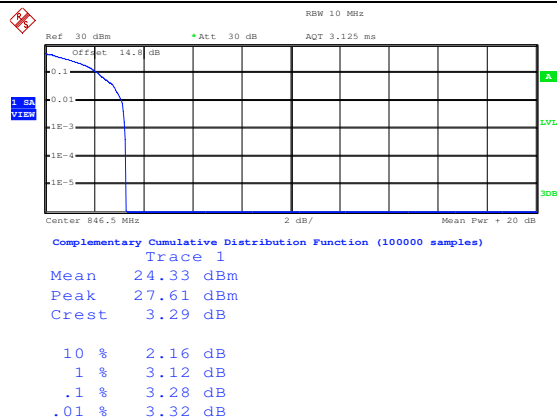 RBW 10 MHz
Ref 30 dBm *Att 30 dB AQT 3.125 ms
Offset 14.8 dB
0.1
A
0.01
1 SA
VIEW
1E-3
LVL
1E-4
1E-5
3DB
Center 846.5 MHz 2 dB/ Mean Pwr + 20 dB
Complementary Cumulative Distribution Function (100000 samples)
Trace 1
Mean 24.33 dBm
Peak 27.61 dBm
Crest 3.29 dB
10 % 2.16 dB
1 % 3.12 dB
.1 % 3.28 dB
.01 % 3.32 dB